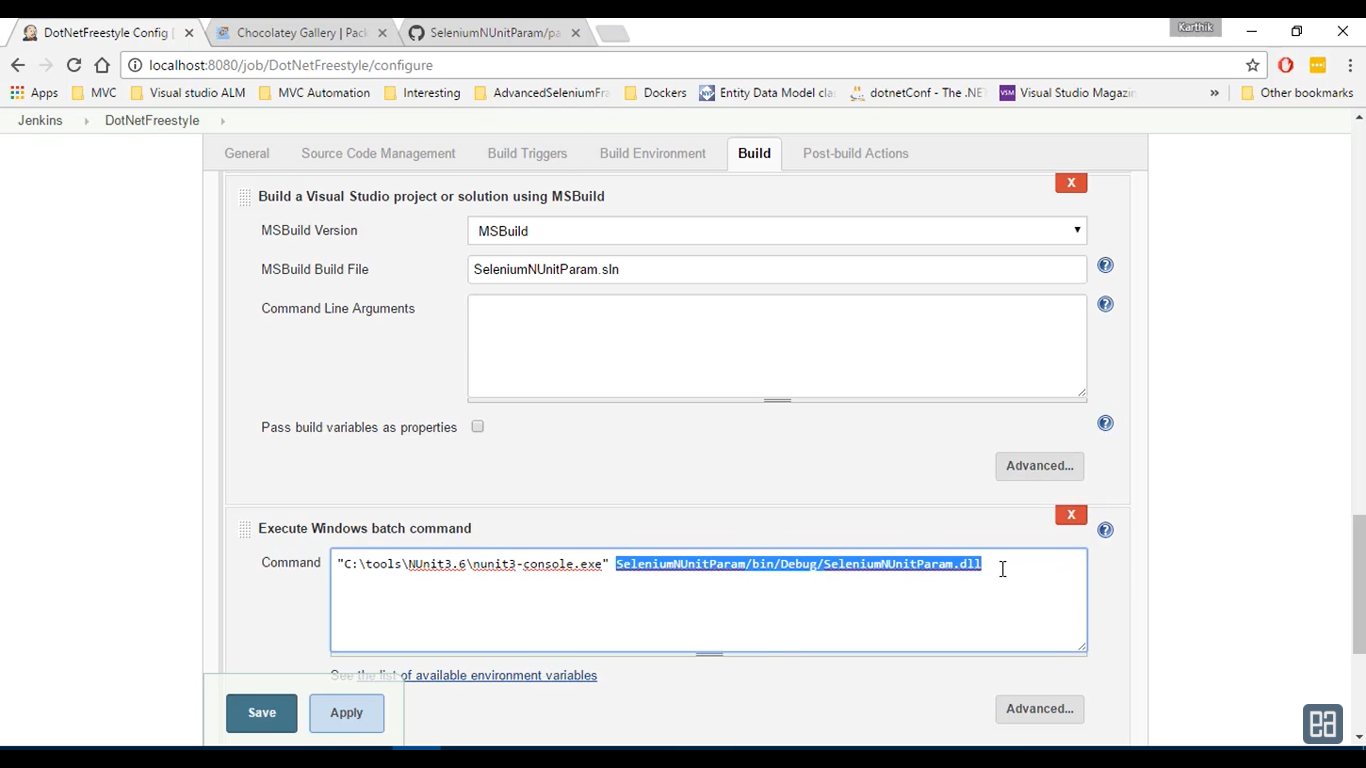 DotNetFreestyle Config [
Chocolatey Gallery | Pack
SeleniumNUnitParam/pa
Karthik
localhost:8080/job/DotNetFreestyle/configure
Apps
MVC
Visual studio ALM
MVC Automation
Interesting
AdvancedSeleniumFra
Dockers
Entity Data Model clas
dotnetConf - The .NET
Visual Studio Magazin
»
Other bookmarks
Jenkins
DotNetFreestyle
General
Source Code Management
Build Triggers
Build Environment
Build
Post-build Actions
Build a Visual Studio project or solution using MSBuild
X
MSBuild Version
MSBuild
MSBuild Build File
SeleniumNUnitParam.sln
Command Line Arguments
Pass build variables as properties
Advanced...
Execute Windows batch command
X
Command
"C:\tools\NUnit3.6\nunit3-console.exe" SeleniumNUnitParam/bin/Debug/SeleniumNUnitParam.dll
See the list of available environment variables
Save
Apply
Advanced...
ea